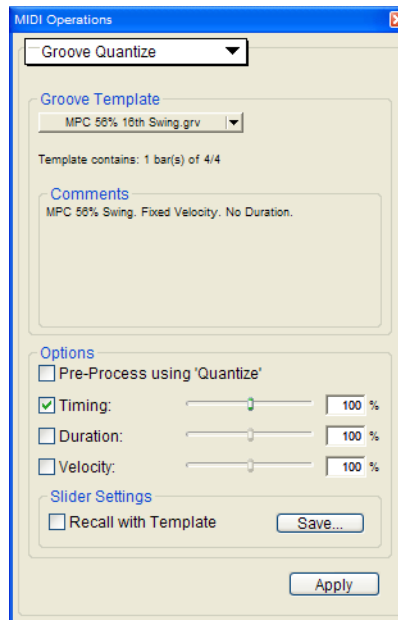 MIDI Operations
Groove Quantize
Groove Template
MPC 56% 16th Swing.grv
Template contains: 1 bar(s) of 4/4
Comments
MPC 56% Swing. Fixed Velocity. No Duration.
Options
Pre-Process using 'Quantize'
Timing: 100 %
Duration: 100 %
Velocity: 100 %
Slider Settings
Recall with Template Save...
Apply